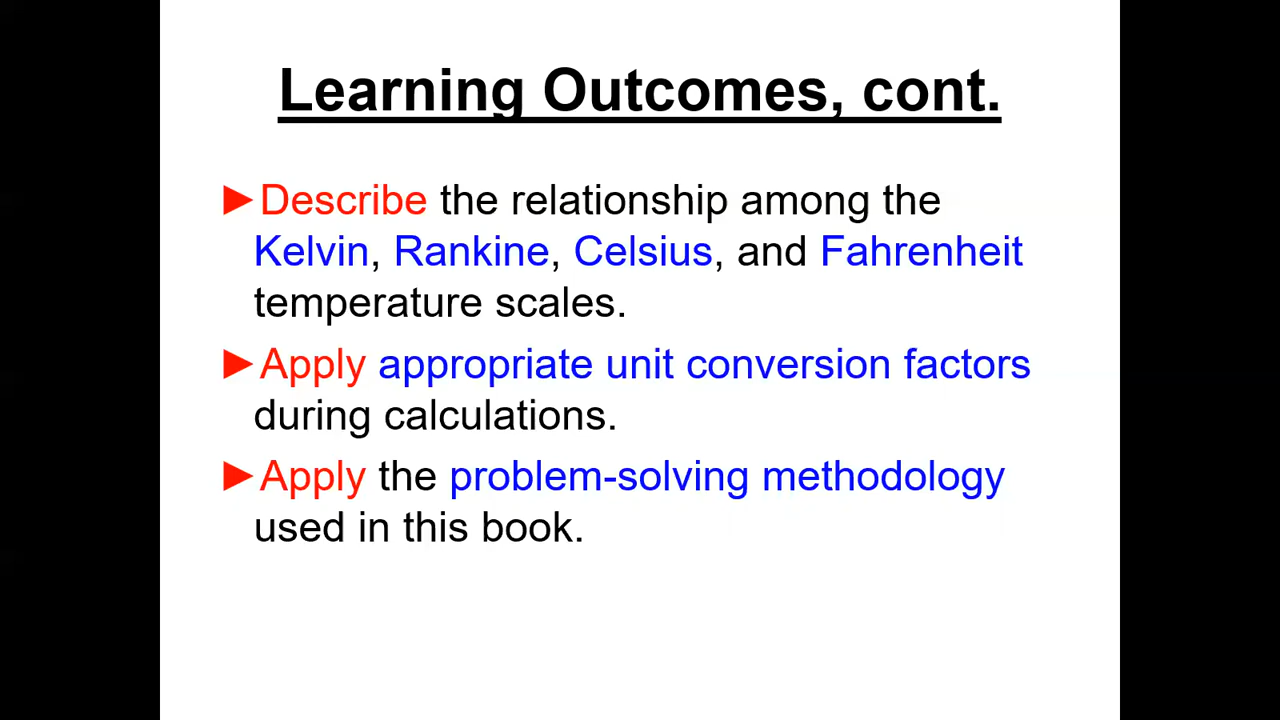 Learning Outcomes, cont.
►Describe the relationship among the
Kelvin, Rankine, Celsius, and Fahrenheit
temperature scales.
►Apply appropriate unit conversion factors
during calculations.
►Apply the problem-solving methodology
used in this book.